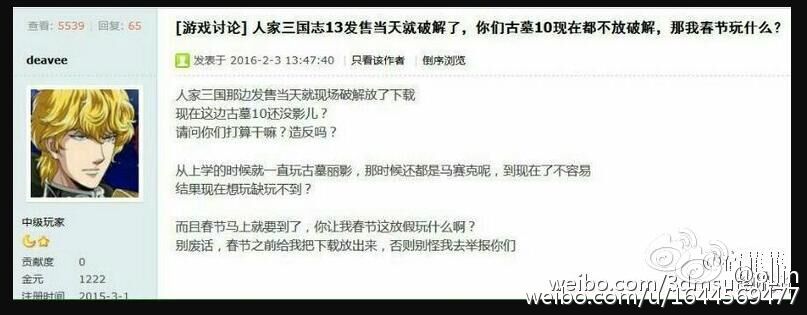 查看: 5539 | 回复: 65
[游戏讨论] 人家三国志13发售当天就破解了，你们古墓10现在都不放破解，那我春节玩什么？
deavee
发表于 2016-2-3 13:47:40 | 只看该作者 | 倒序浏览
人家三国那边发售当天就现场破解放了下载
现在这边古墓10还没影儿？
请问你们打算干嘛？造反吗？
从上学的时候就一直玩古墓丽影，那时候还都是马赛克呢，到现在了不容易
结果现在想玩缺玩不到？
而目春节马上就要到了，你让我春节这放假玩什么啊？
别废话，春节之前给我把下载放出来，否则别怪我去举报你们
中级玩家
贡献度 0
金元 1222
注册时间 2015-3-1
weibo.com/u/1644569477